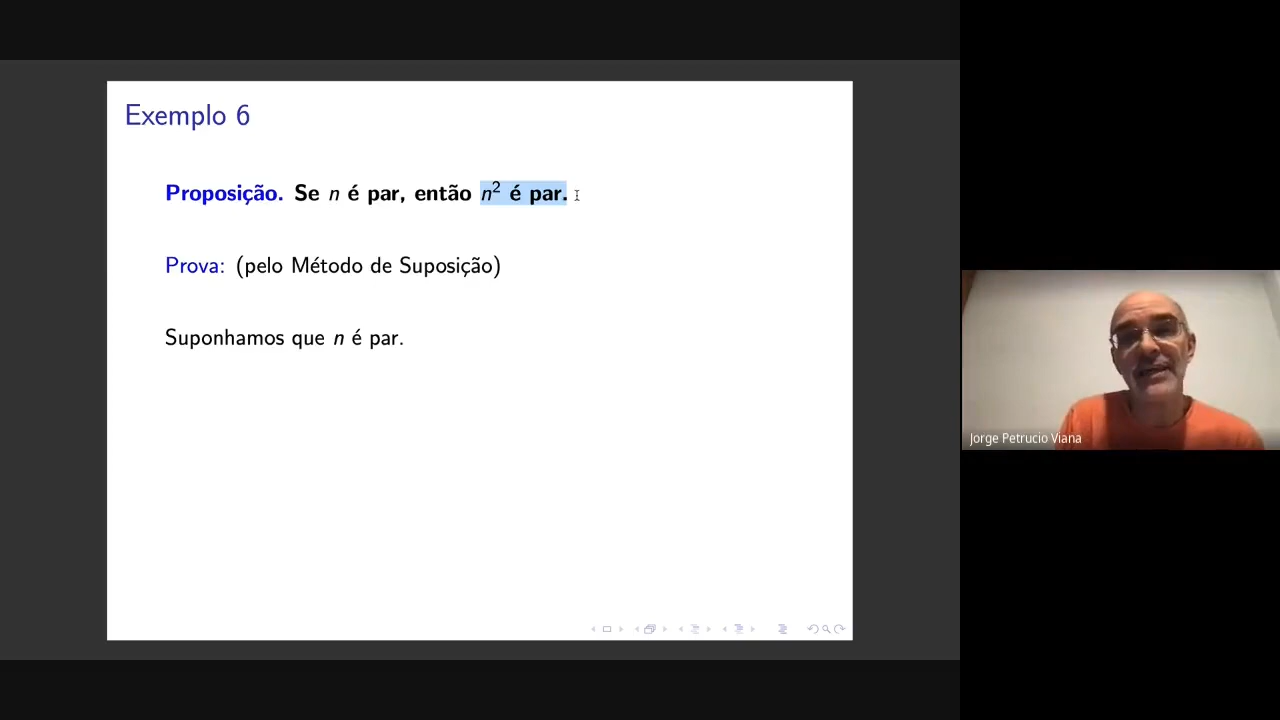 Exemplo 6
Proposição. Se n é par, então n² é par.
Prova: (pelo Método de Suposição)
Suponhamos que n é par.
Jorge Petrucio Viana